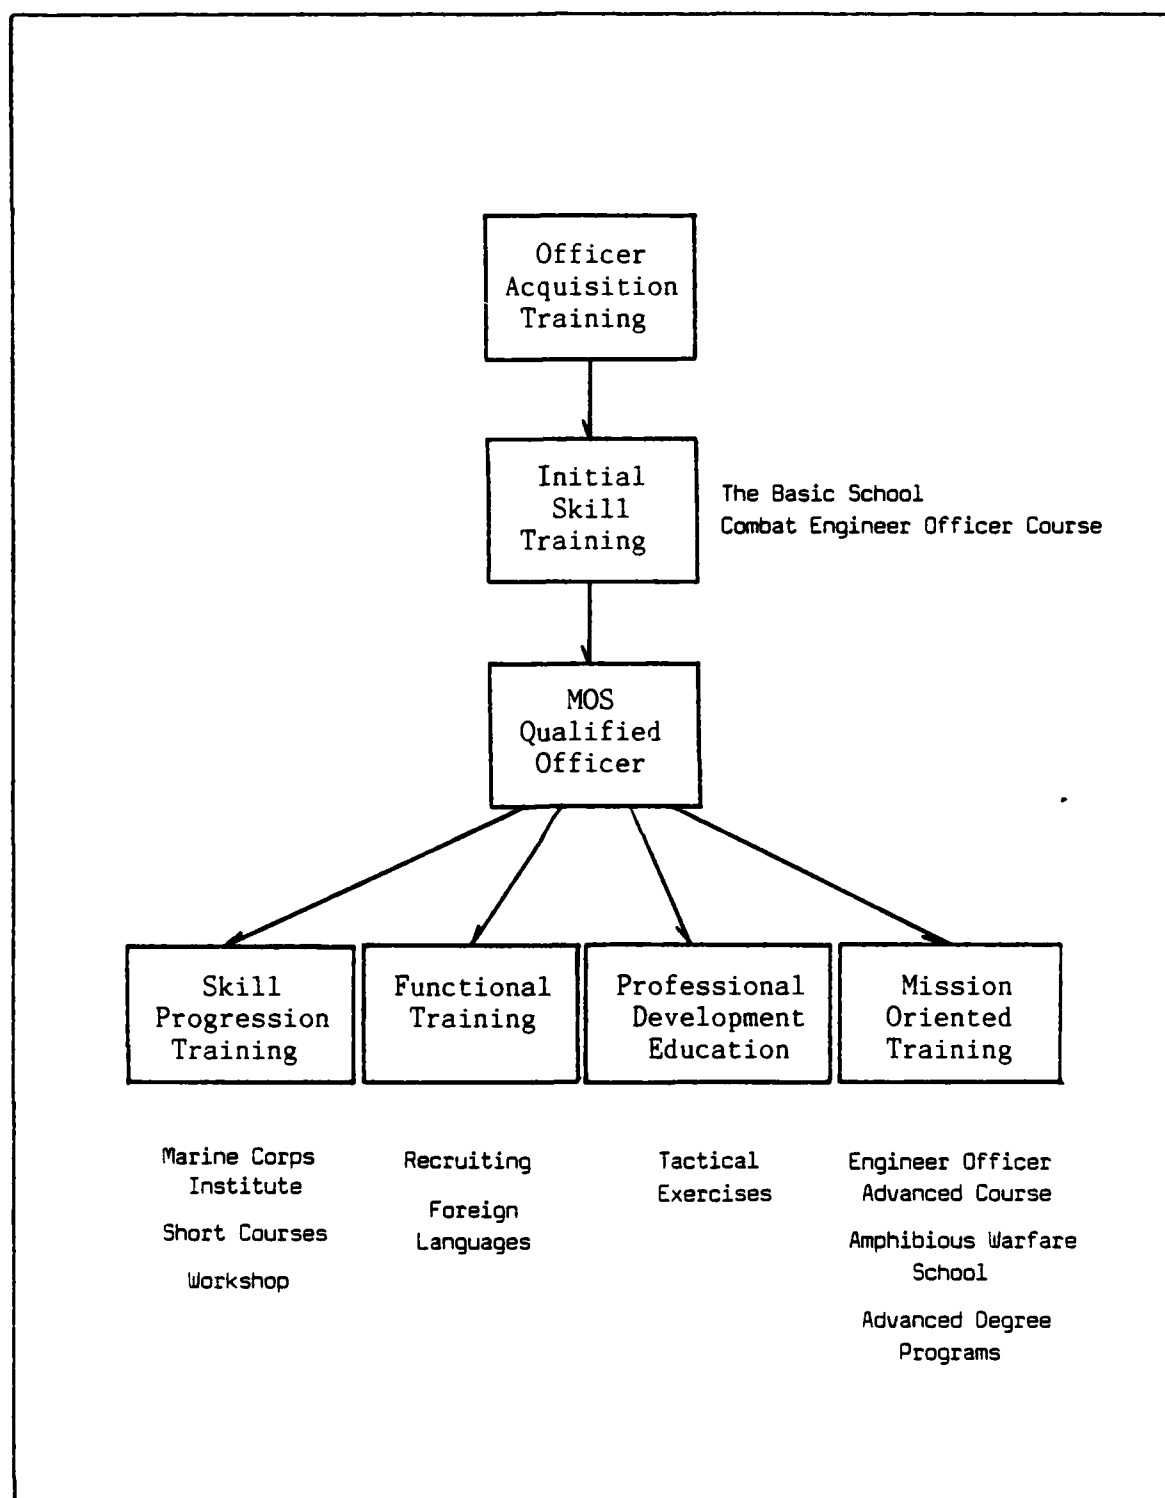 Officer
Acquisition
Training
Initial
Skill
Training
The Basic School
Combat Engineer Officer Course
MOS
Qualified
Officer
Skill
Progression
Training
Functional
Training
Professional
Development
Education
Mission
Oriented
Training
Marine Corps
Institute
Short Courses
Workshop
Recruiting
Foreign
Languages
Tactical
Exercises
Engineer Officer
Advanced Course
Amphibious Warfare
School
Advanced Degree
Programs